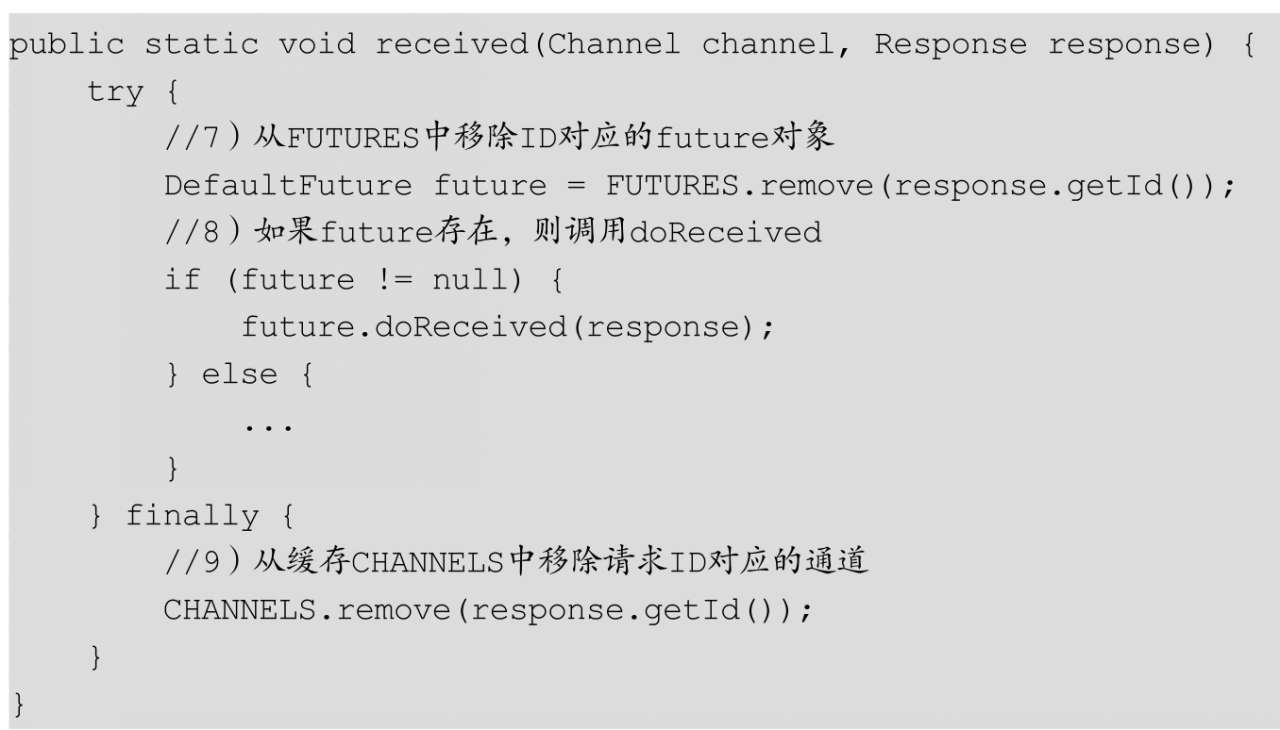 public static void received(Channel channel, Response response) {
    try {
        //7）从FUTURES中移除ID对应的future对象
        DefaultFuture future = FUTURES.remove(response.getId());
        //8）如果future存在，则调用doReceived
        if (future != null) {
            future.doReceived(response);
        } else {
            ...
        }
    } finally {
        //9）从缓存CHANNELS中移除请求ID对应的通道
        CHANNELS.remove(response.getId());
    }
}